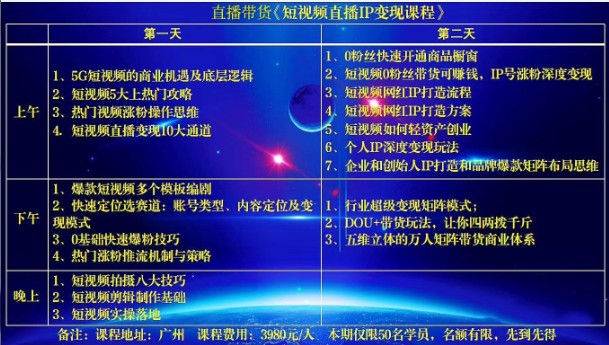 直播带货《短视频直播IP变现课程》
第一天
第二天
上午
1、5G短视频的商业机遇及底层逻辑
2、短视频5大上热门攻略
3、热门视频涨粉操作思维
4、短视频直播变现10大通道
1、0粉丝快速开通商品橱窗
2、短视频0粉丝带货可赚钱，IP号涨粉深度变现
3、短视频网红IP打造流程
4、短视频网红IP打造方案
5、短视频如何轻资产创业
6、个人IP深度变现玩法
7、企业和创始人IP打造和品牌爆款矩阵布局思维
下午
1、爆款短视频多个模板编剧
2、快速定位选赛道：账号类型、内容定位及变
现模式
3、0基础快速爆粉技巧
4、热门涨粉推流机制与策略
1、行业超级变现矩阵模式；
2、DOU+带货玩法，让你四两拨千斤
3、五维立体的万人矩阵带货商业体系
晚上
1、短视频拍摄八大技巧
2、短视频剪辑制作基础
3、短视频实操落地
备注：课程地址：广州 课程费用：3980元/人 本期仅限50名学员，名额有限，先到先得